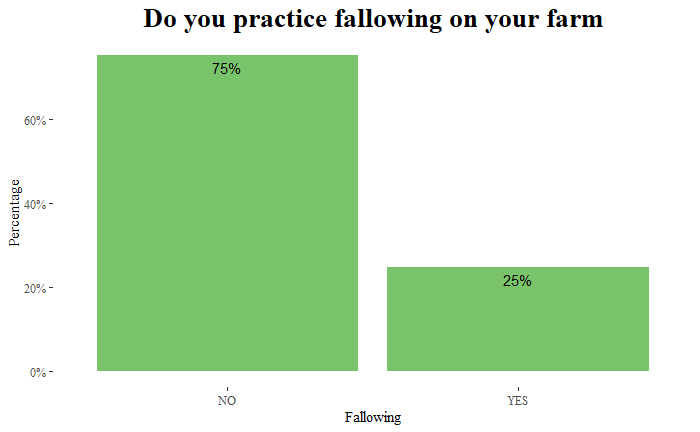 Do you practice fallowing on your farm
75%
60%
40%
Percentage
25%
20%
0%
NO YES
Fallowing